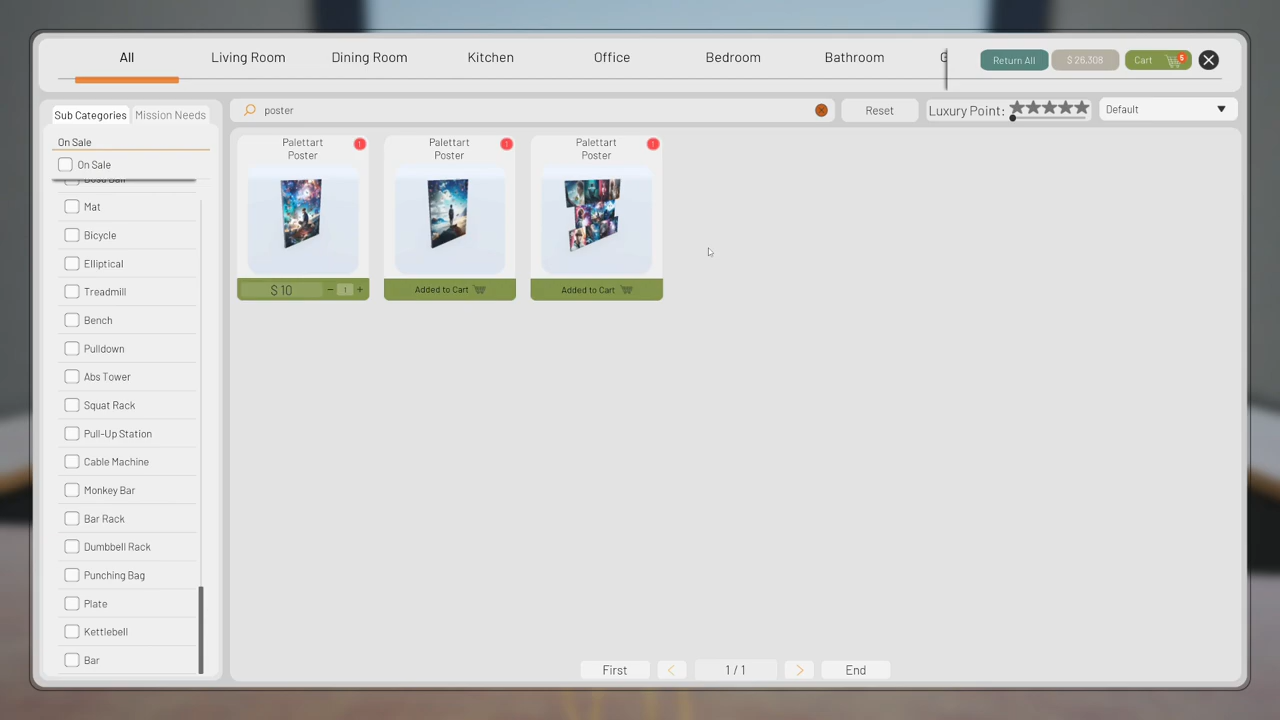 All
Living Room
Dining Room
Kitchen
Office
Bedroom
Bathroom
Return All
$ 26,308
Cart
5
Sub Categories
Mission Needs
poster
Reset
Luxury Point:
Default
On Sale
On Sale
Mat
Bicycle
Elliptical
Treadmill
Bench
Pulldown
Abs Tower
Squat Rack
Pull-Up Station
Cable Machine
Monkey Bar
Bar Rack
Dumbbell Rack
Punching Bag
Plate
Kettlebell
Bar
Palettart
Poster
1
$ 10
− 1 +
Palettart
Poster
1
Added to Cart
Palettart
Poster
1
Added to Cart
First
<
1 / 1
>
End